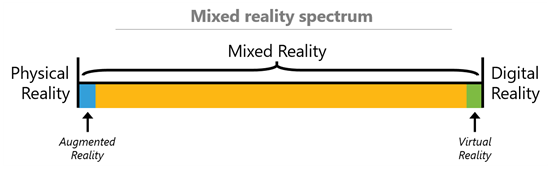 Mixed reality spectrum
Mixed Reality
Physical
Reality
Digital
Reality
Augmented
Reality
Virtual
Reality